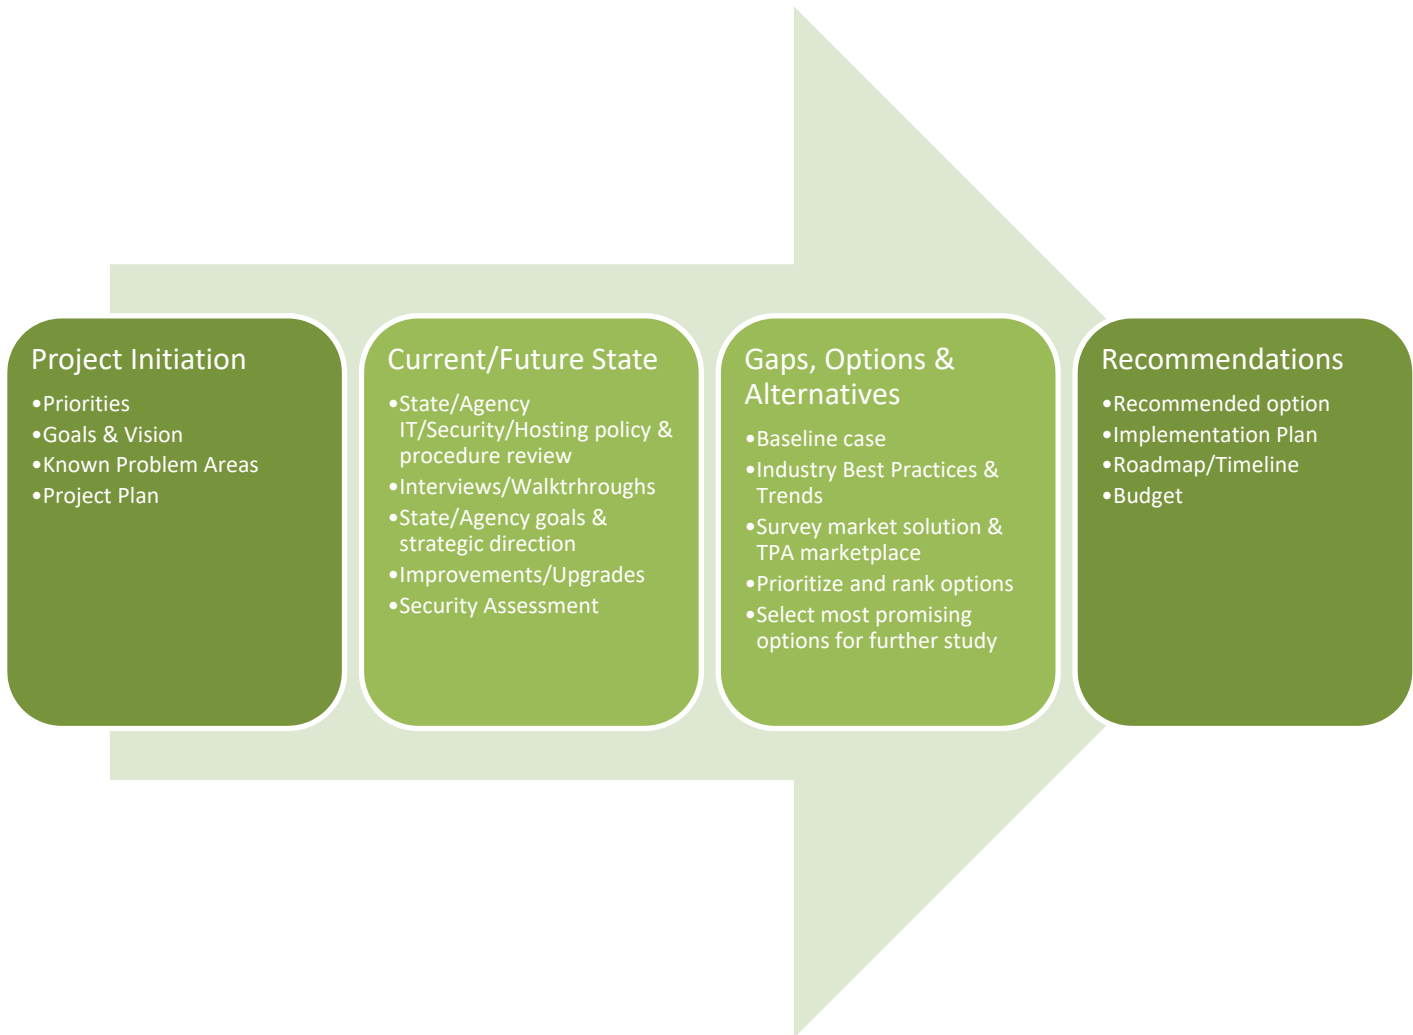 Project Initiation
•Priorities
•Goals & Vision
•Known Problem Areas
•Project Plan
Current/Future State
•State/Agency
IT/Security/Hosting policy &
procedure review
•Interviews/Walktrhroughs
•State/Agency goals &
strategic direction
•Improvements/Upgrades
•Security Assessment
Gaps, Options &
Alternatives
•Baseline case
•Industry Best Practices &
Trends
•Survey market solution &
TPA marketplace
•Prioritize and rank options
•Select most promising
options for further study
Recommendations
•Recommended option
•Implementation Plan
•Roadmap/Timeline
•Budget